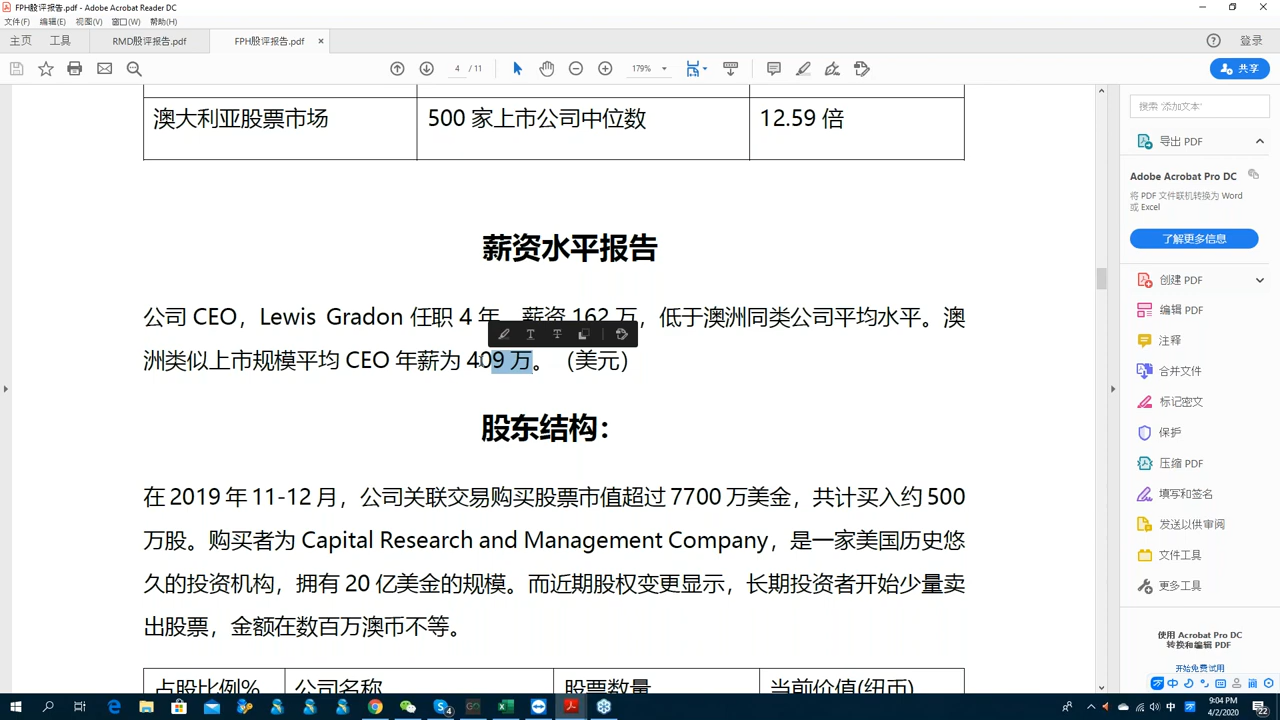 FPH股评报告.pdf - Adobe Acrobat Reader DC
文件(F) 编辑(E) 视图(V) 窗口(W) 帮助(H)
主页 工具 RMD股评报告.pdf FPH股评报告.pdf × 登录
4 / 11 179% 共享
澳大利亚股票市场 500 家上市公司中位数 12.59 倍
薪资水平报告
公司 CEO，Lewis Gradon 任职 4 年，薪资 162 万，低于澳洲同类公司平均水平。澳
洲类似上市规模平均 CEO 年薪为 409 万。（美元）
股东结构：
在 2019 年 11-12 月，公司关联交易购买股票市值超过 7700 万美金，共计买入约 500
万股。购买者为 Capital Research and Management Company，是一家美国历史悠
久的投资机构，拥有 20 亿美金的规模。而近期股权变更显示，长期投资者开始少量卖
出股票，金额在数百万澳币不等。
占股比例% 公司名称 股票数量 当前价值(纽币)
搜索 '添加文本'
导出 PDF
Adobe Acrobat Pro DC
将 PDF 文件联机转换为 Word
或 Excel
了解更多信息
创建 PDF
编辑 PDF
注释
合并文件
标记密文
保护
压缩 PDF
填写和签名
发送以供审阅
文件工具
更多工具
使用 Acrobat Pro DC
转换和编辑 PDF
开始免费试用
中 简
9:04 PM
4/2/2020
22